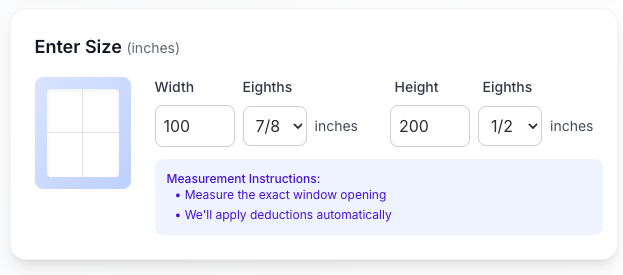 Enter Size (inches)
Width Eighths Height Eighths
100 7/8 inches 200 1/2 inches
Measurement Instructions:
• Measure the exact window opening
• We'll apply deductions automatically